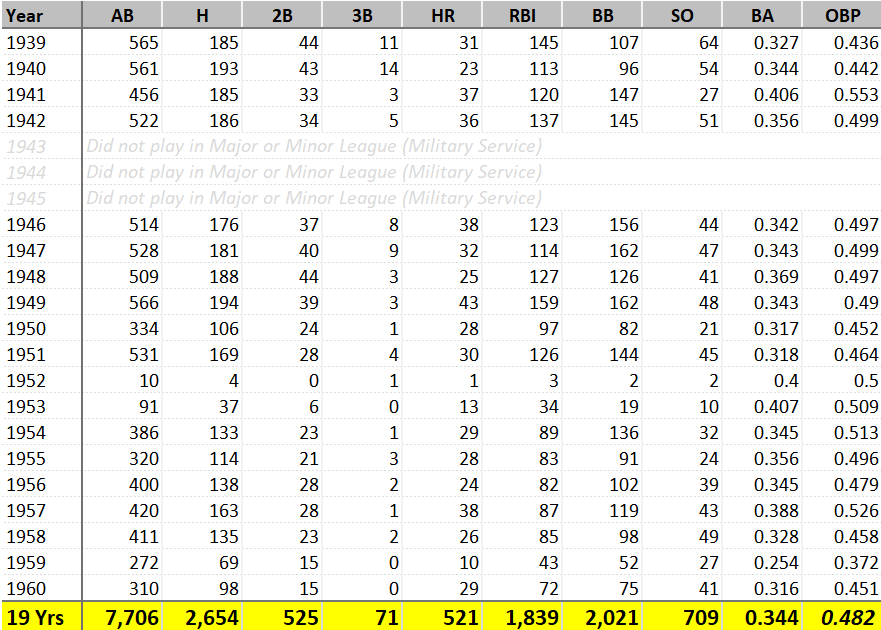 Year AB H 2B 3B HR RBI BB SO BA OBP
1939 565 185 44 11 31 145 107 64 0.327 0.436
1940 561 193 43 14 23 113 96 54 0.344 0.442
1941 456 185 33 3 37 120 147 27 0.406 0.553
1942 522 186 34 5 36 137 145 51 0.356 0.499
1943 Did not play in Major or Minor League (Military Service)
1944 Did not play in Major or Minor League (Military Service)
1945 Did not play in Major or Minor League (Military Service)
1946 514 176 37 8 38 123 156 44 0.342 0.497
1947 528 181 40 9 32 114 162 47 0.343 0.499
1948 509 188 44 3 25 127 126 41 0.369 0.497
1949 566 194 39 3 43 159 162 48 0.343 0.49
1950 334 106 24 1 28 97 82 21 0.317 0.452
1951 531 169 28 4 30 126 144 45 0.318 0.464
1952 10 4 0 1 1 3 2 2 0.4 0.5
1953 91 37 6 0 13 34 19 10 0.407 0.509
1954 386 133 23 1 29 89 136 32 0.345 0.513
1955 320 114 21 3 28 83 91 24 0.356 0.496
1956 400 138 28 2 24 82 102 39 0.345 0.479
1957 420 163 28 1 38 87 119 43 0.388 0.526
1958 411 135 23 2 26 85 98 49 0.328 0.458
1959 272 69 15 0 10 43 52 27 0.254 0.372
1960 310 98 15 0 29 72 75 41 0.316 0.451
19 Yrs 7,706 2,654 525 71 521 1,839 2,021 709 0.344 0.482